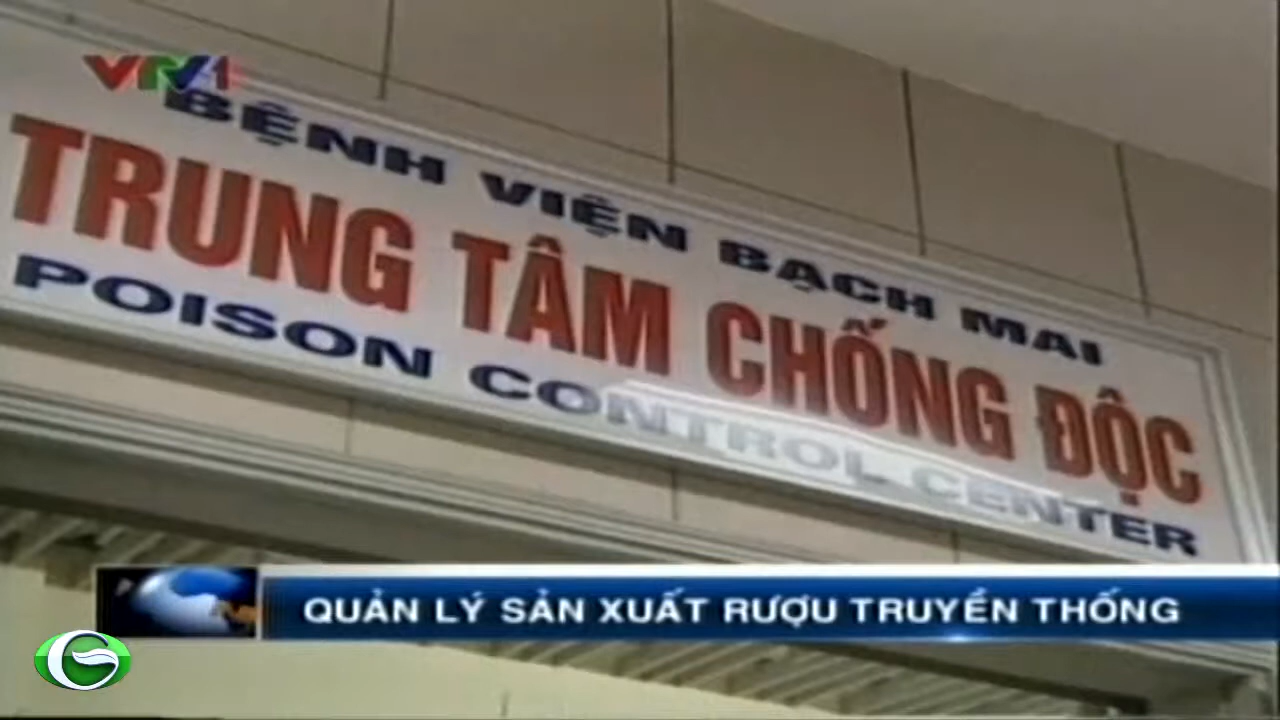 VTV1
BỆNH VIỆN BẠCH MAI
TRUNG TÂM CHỐNG ĐỘC
POISON CONTROL CENTER
QUẢN LÝ SẢN XUẤT RƯỢU TRUYỀN THỐNG